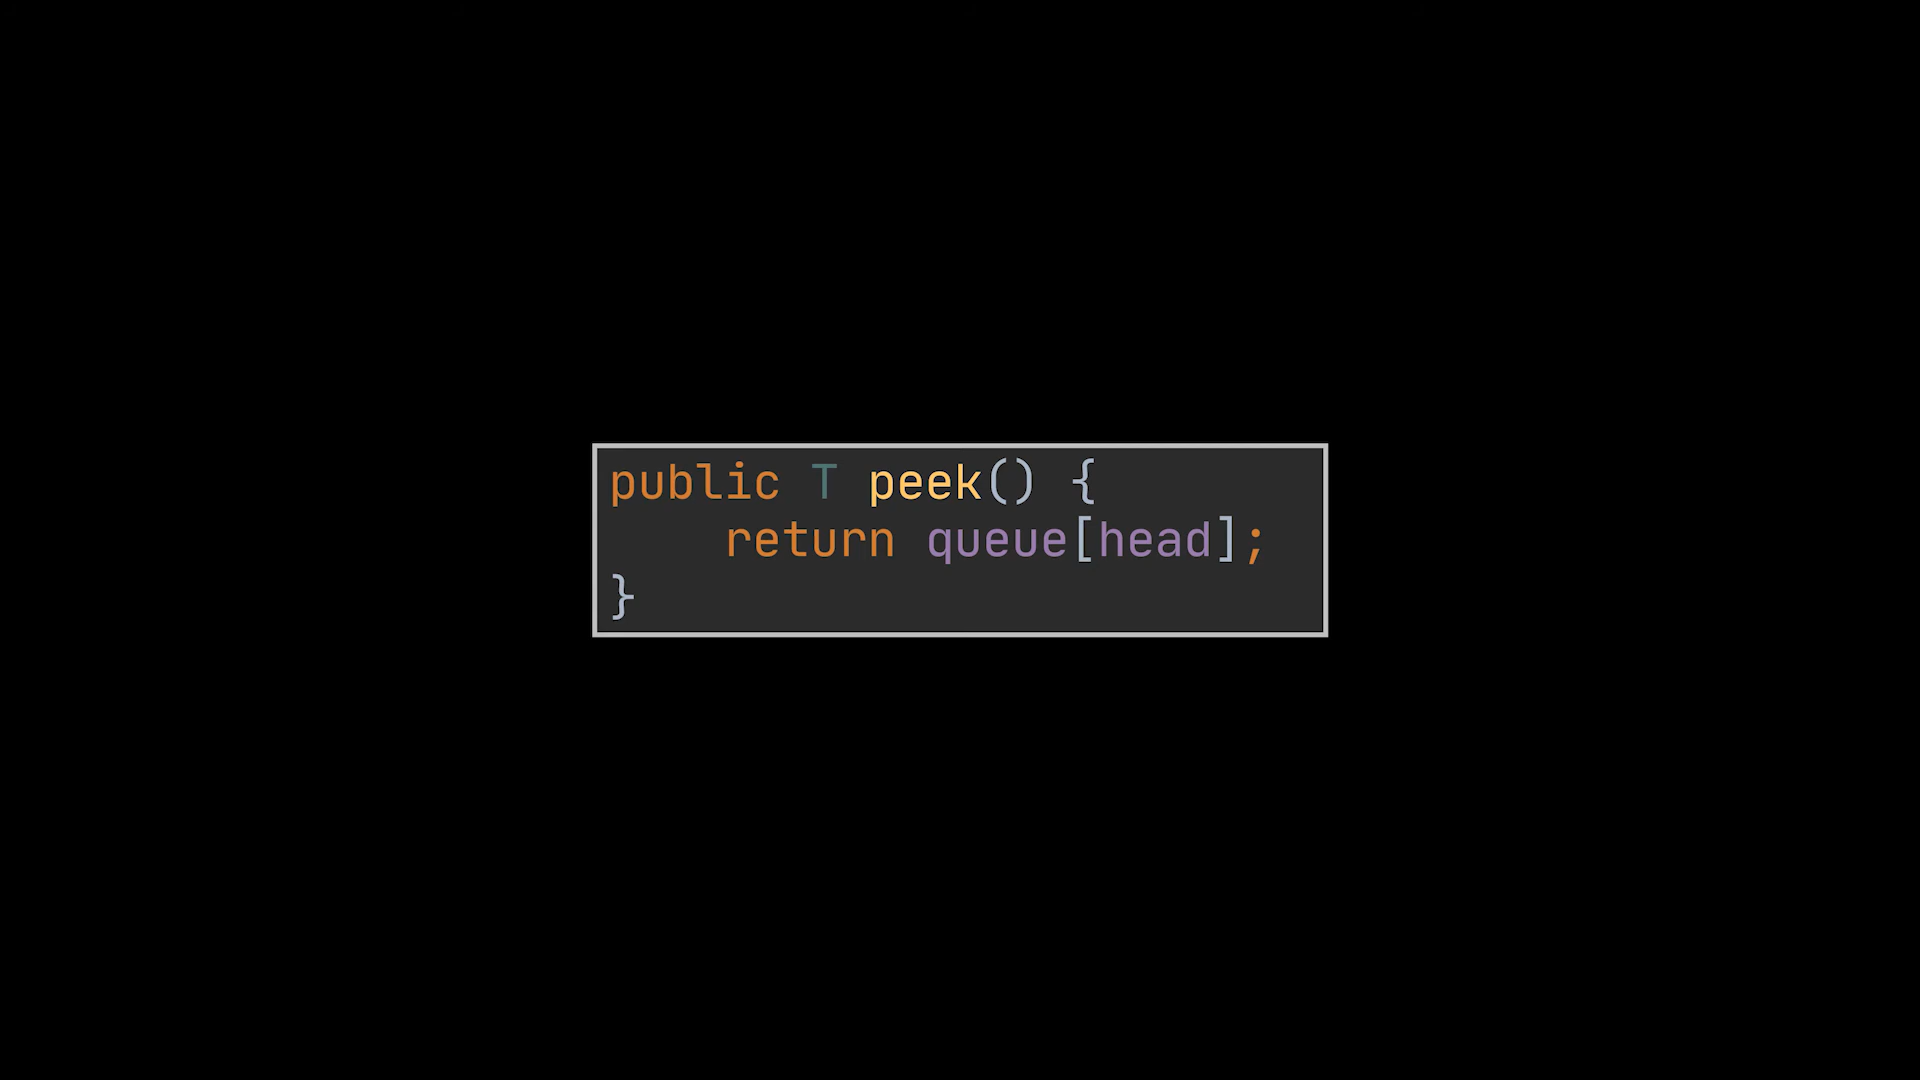 public T peek() {
    return queue[head];
}